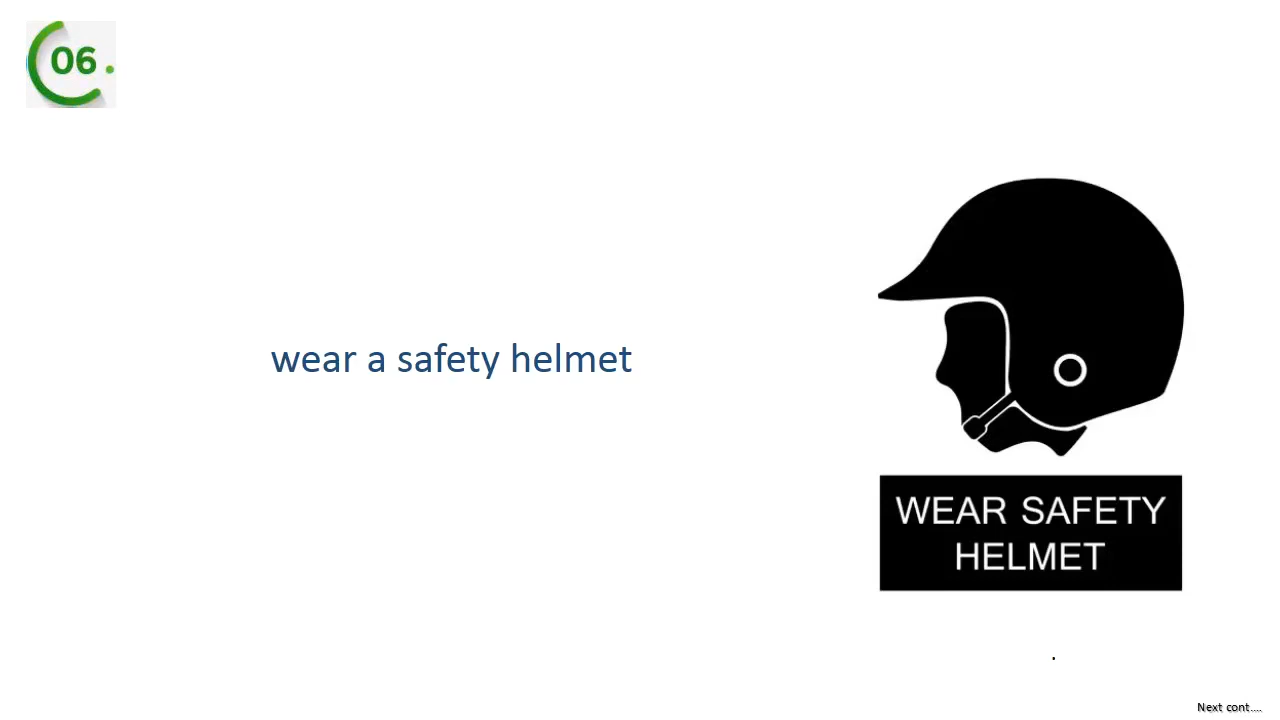 06
wear a safety helmet
WEAR SAFETY
HELMET
.
Next cont....